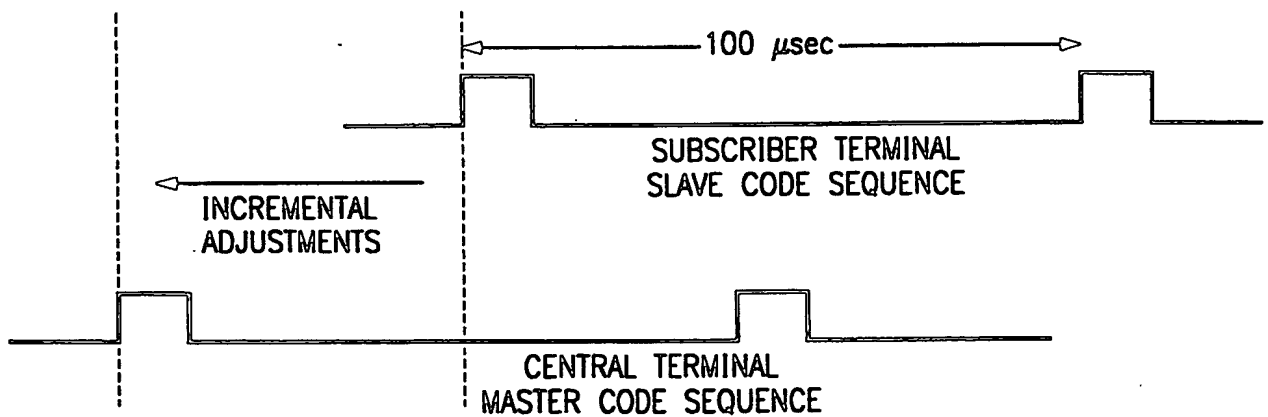 100 μsec
SUBSCRIBER TERMINAL
SLAVE CODE SEQUENCE
INCREMENTAL
ADJUSTMENTS
CENTRAL TERMINAL
MASTER CODE SEQUENCE